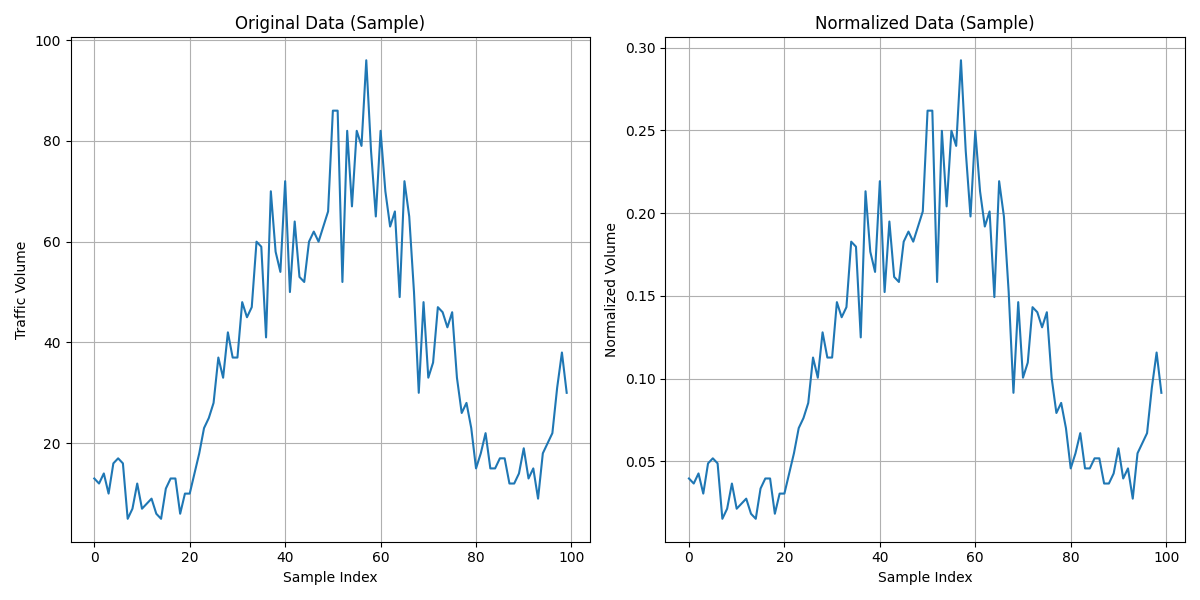 Original Data (Sample)
100
80
60
40
20
Traffic Volume
0 20 40 60 80 100
Sample Index
Normalized Data (Sample)
0.30
0.25
0.20
0.15
0.10
0.05
Normalized Volume
0 20 40 60 80 100
Sample Index